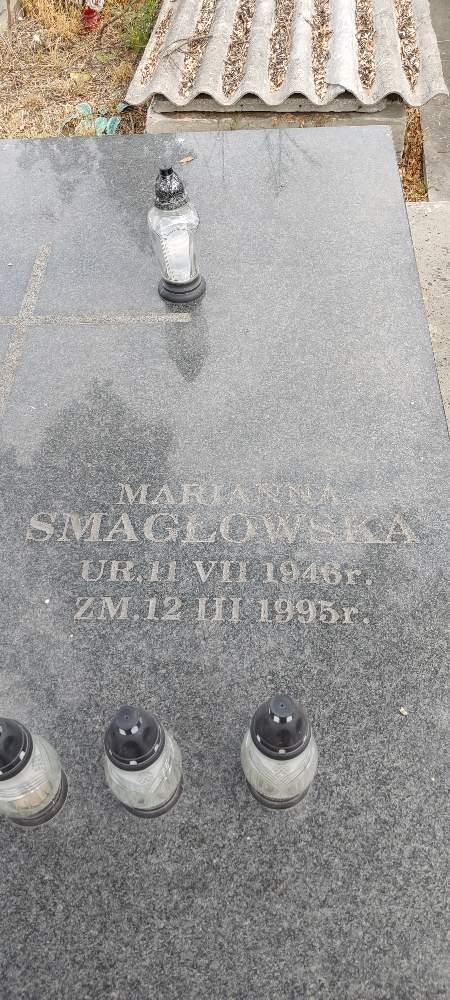 MARIANNA
SMAGŁOWSKA
UR.11 VII 1946r.
ZM.12 III 1995r.